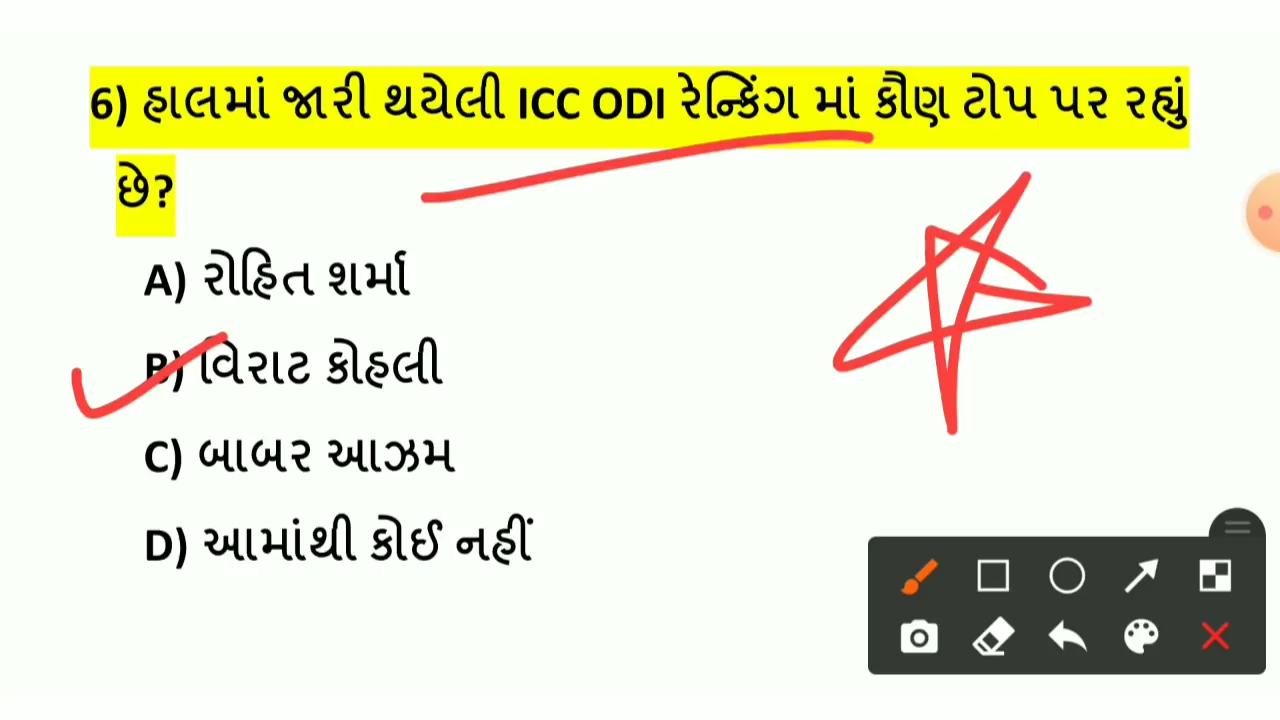 6) હાલમાં જારી થયેલી ICC ODI રેન્કિંગ માં કૌણ ટોપ પર રહ્યું
છે?
A) રોહિત શર્મા
B) વિરાટ કોહલી
C) બાબર આઝમ
D) આમાંથી કોઈ નહીં